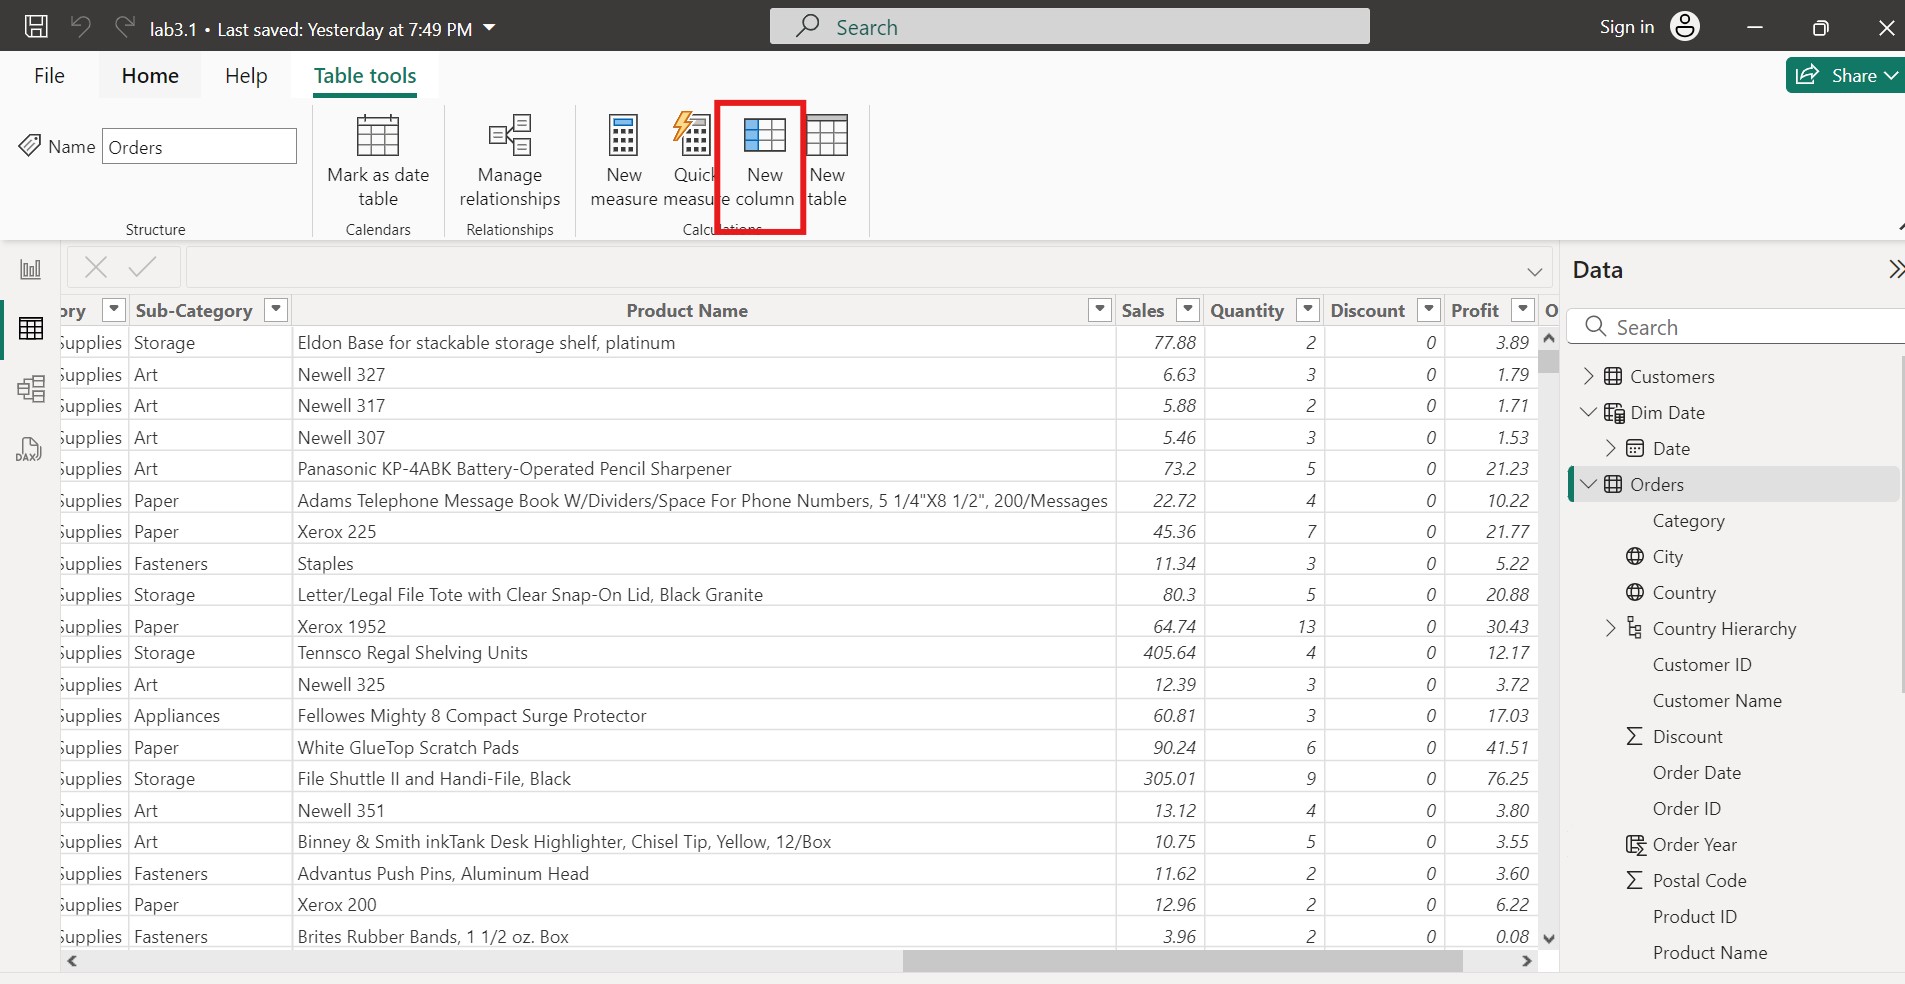 lab3.1 • Last saved: Yesterday at 7:49 PM
Search
Sign in
File Home Help Table tools
Share
Name Orders
Mark as date table
Manage relationships
New measure
Quick measure
New column
New table
Structure Calendars Relationships Calculations
Data
Search
ory Sub-Category Product Name Sales Quantity Discount Profit O
Supplies Storage Eldon Base for stackable storage shelf, platinum 77.88 2 0 3.89
Supplies Art Newell 327 6.63 3 0 1.79
Supplies Art Newell 317 5.88 2 0 1.71
Supplies Art Newell 307 5.46 3 0 1.53
Supplies Art Panasonic KP-4ABK Battery-Operated Pencil Sharpener 73.2 5 0 21.23
Supplies Paper Adams Telephone Message Book W/Dividers/Space For Phone Numbers, 5 1/4"X8 1/2", 200/Messages 22.72 4 0 10.22
Supplies Paper Xerox 225 45.36 7 0 21.77
Supplies Fasteners Staples 11.34 3 0 5.22
Supplies Storage Letter/Legal File Tote with Clear Snap-On Lid, Black Granite 80.3 5 0 20.88
Supplies Paper Xerox 1952 64.74 13 0 30.43
Supplies Storage Tennsco Regal Shelving Units 405.64 4 0 12.17
Supplies Art Newell 325 12.39 3 0 3.72
Supplies Appliances Fellowes Mighty 8 Compact Surge Protector 60.81 3 0 17.03
Supplies Paper White GlueTop Scratch Pads 90.24 6 0 41.51
Supplies Storage File Shuttle II and Handi-File, Black 305.01 9 0 76.25
Supplies Art Newell 351 13.12 4 0 3.80
Supplies Art Binney & Smith inkTank Desk Highlighter, Chisel Tip, Yellow, 12/Box 10.75 5 0 3.55
Supplies Fasteners Advantus Push Pins, Aluminum Head 11.62 2 0 3.60
Supplies Paper Xerox 200 12.96 2 0 6.22
Supplies Fasteners Brites Rubber Bands, 1 1/2 oz. Box 3.96 2 0 0.08
DAX
Customers
Dim Date
Date
Orders
Category
City
Country
Country Hierarchy
Customer ID
Customer Name
Discount
Order Date
Order ID
Order Year
Postal Code
Product ID
Product Name